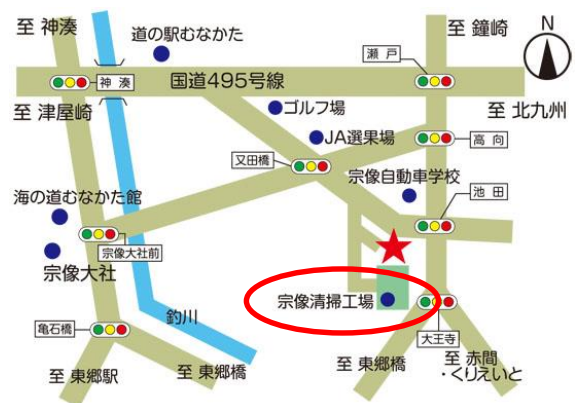 至 神湊
道の駅むなかた
至 鐘崎
N
瀬 戸
神 湊
国道495号線
至 津屋崎
至 北九州
ゴルフ場
JA選果場
高 向
又田橋
宗像自動車学校
海の道むなかた館
池 田
宗像大社前
宗像大社
宗像清掃工場
釣川
亀石橋
大王寺
至 東郷駅
至 東郷橋
至 東郷橋
至 赤間
・くりえいと